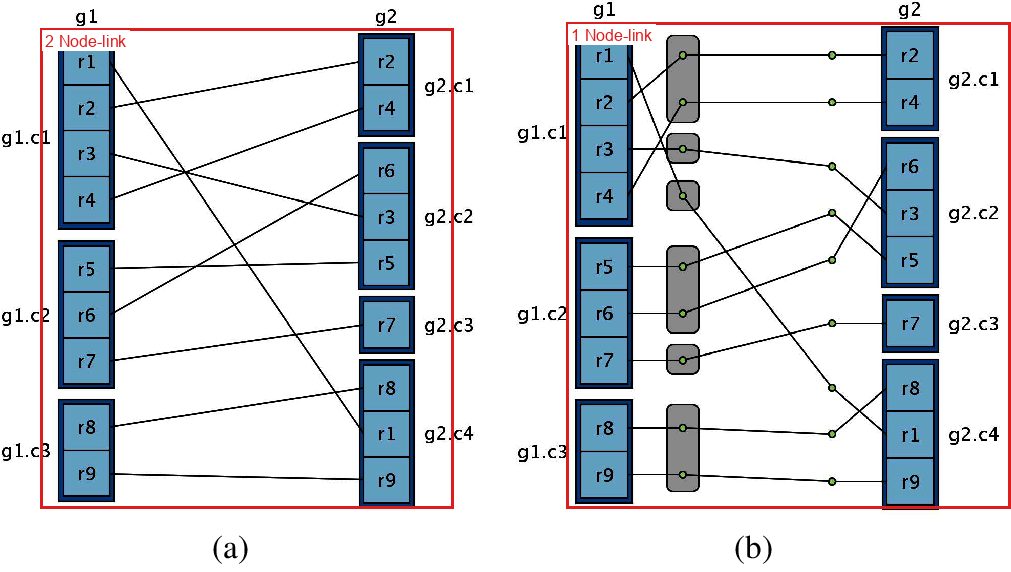 g1
g2
2 Node-link
r1
r2
r3
r4
g1.c1
r5
r6
r7
g1.c2
r8
r9
g1.c3
r2
r4
g2.c1
r6
r3
r5
g2.c2
r7
g2.c3
r8
r1
r9
g2.c4
(a)
g1
g2
1 Node-link
r1
r2
r3
r4
g1.c1
r5
r6
r7
g1.c2
r8
r9
g1.c3
r2
r4
g2.c1
r6
r3
r5
g2.c2
r7
g2.c3
r8
r1
r9
g2.c4
(b)